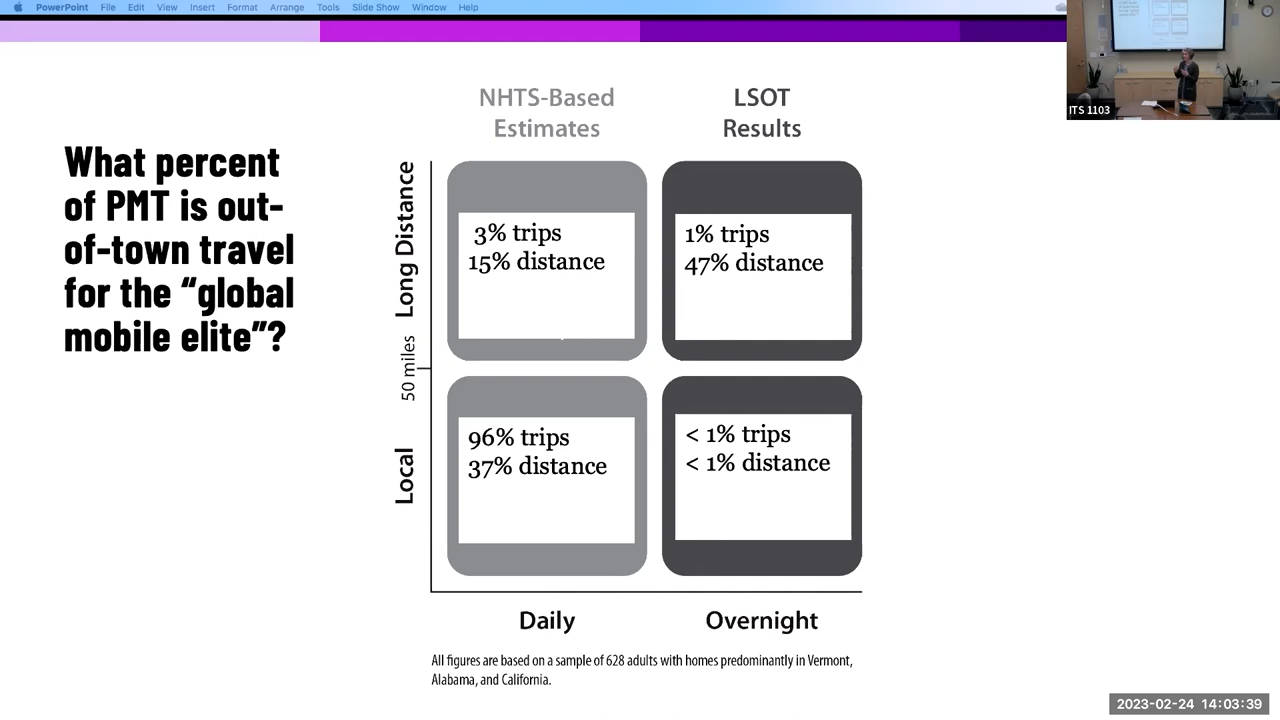 PowerPoint File Edit View Insert Format Arrange Tools Slide Show Window Help
ITS 1103
What percent
of PMT is out-
of-town travel
for the “global
mobile elite”?
NHTS-Based
Estimates
LSOT
Results
Long Distance
50 miles
Local
3% trips
15% distance
1% trips
47% distance
96% trips
37% distance
< 1% trips
< 1% distance
Daily
Overnight
All figures are based on a sample of 628 adults with homes predominantly in Vermont,
Alabama, and California.
2023-02-24 14:03:39